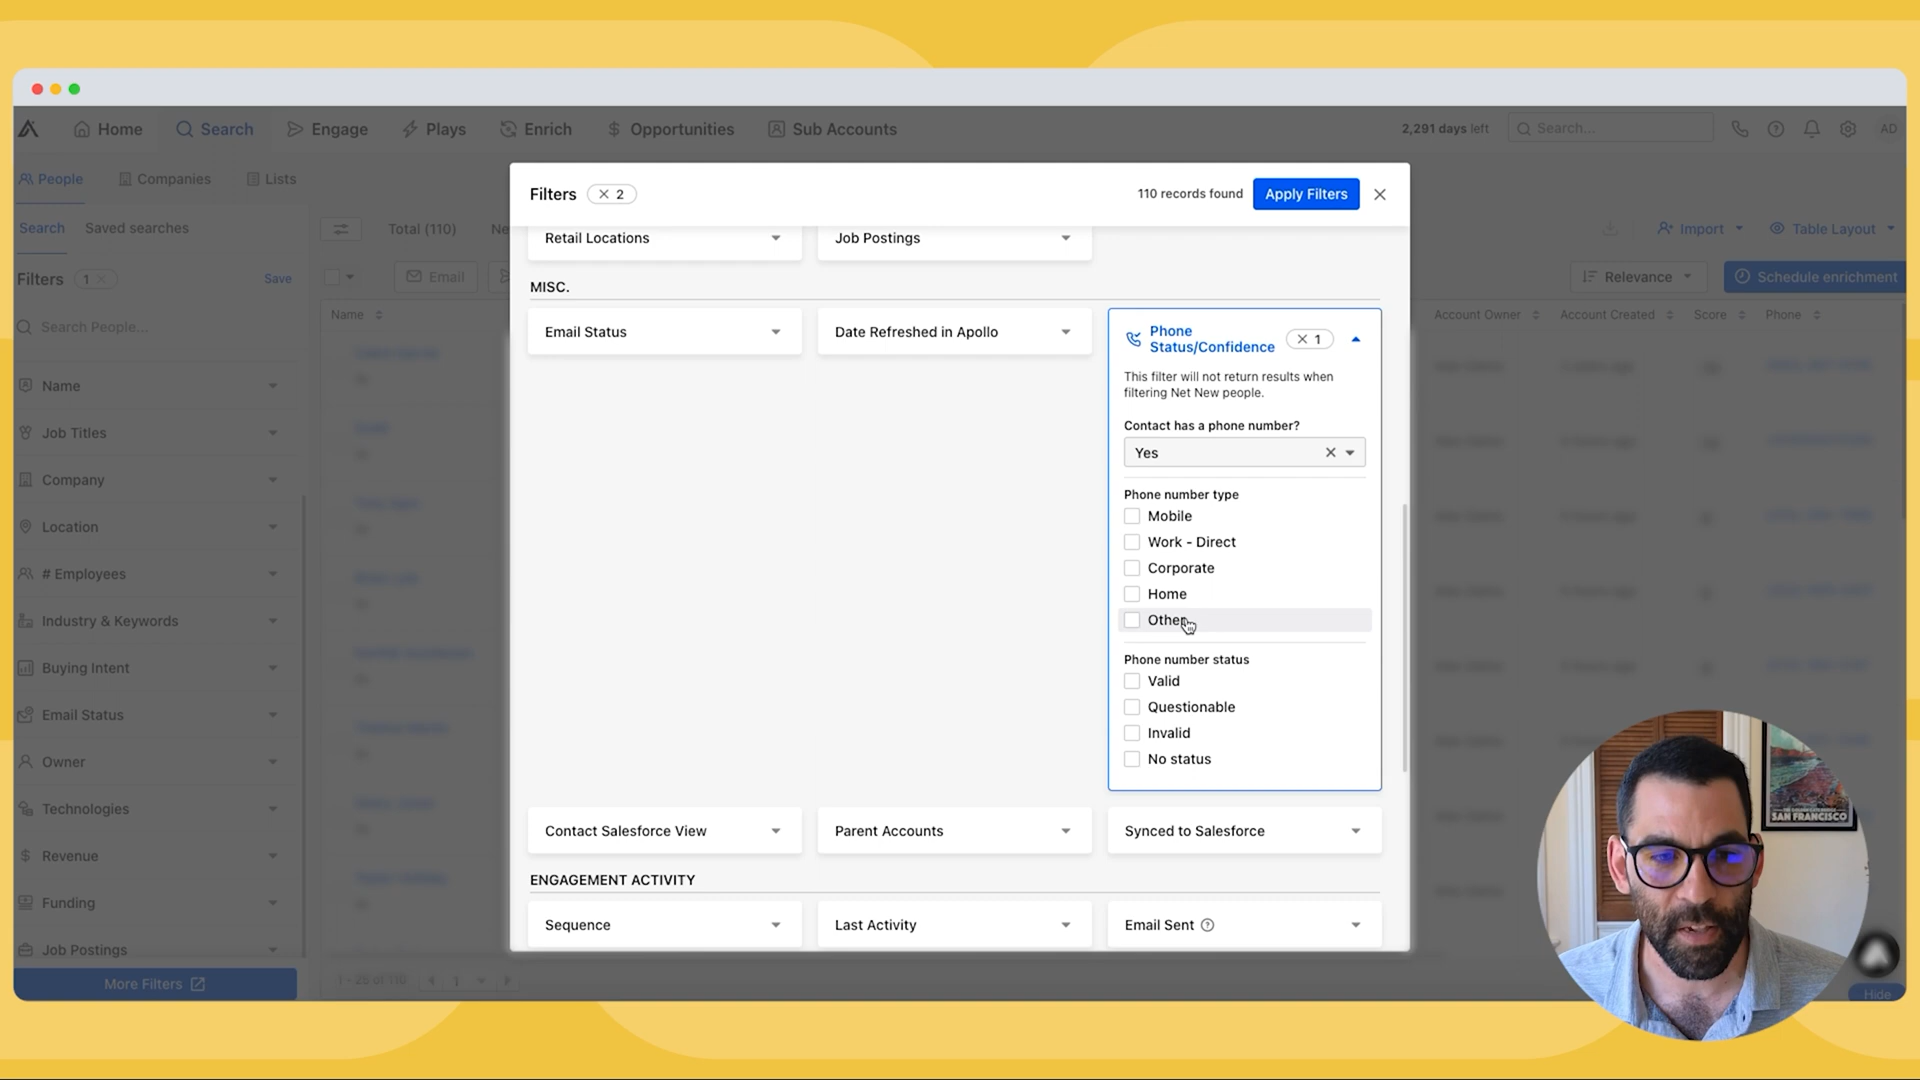 Home
Search
Engage
Plays
Enrich
Opportunities
Sub Accounts
2,291 days left
Search...
AD
People
Companies
Lists
Search
Saved searches
Filters
1
Save
Search People...
Name
Job Titles
Company
Location
# Employees
Industry & Keywords
Buying Intent
Email Status
Owner
Technologies
Revenue
Funding
Job Postings
More Filters
Total (110)
Email
Name
1 - 25 of 110
1
Import
Table Layout
Relevance
Schedule enrichment
Account Owner
Account Created
Score
Phone
Filters
2
110 records found
Apply Filters
Retail Locations
Job Postings
MISC.
Email Status
Date Refreshed in Apollo
Phone
Status/Confidence
1
This filter will not return results when
filtering Net New people.
Contact has a phone number?
Yes
Phone number type
Mobile
Work - Direct
Corporate
Home
Other
Phone number status
Valid
Questionable
Invalid
No status
Contact Salesforce View
Parent Accounts
Synced to Salesforce
ENGAGEMENT ACTIVITY
Sequence
Last Activity
Email Sent
SAN FRANCISCO
Hide